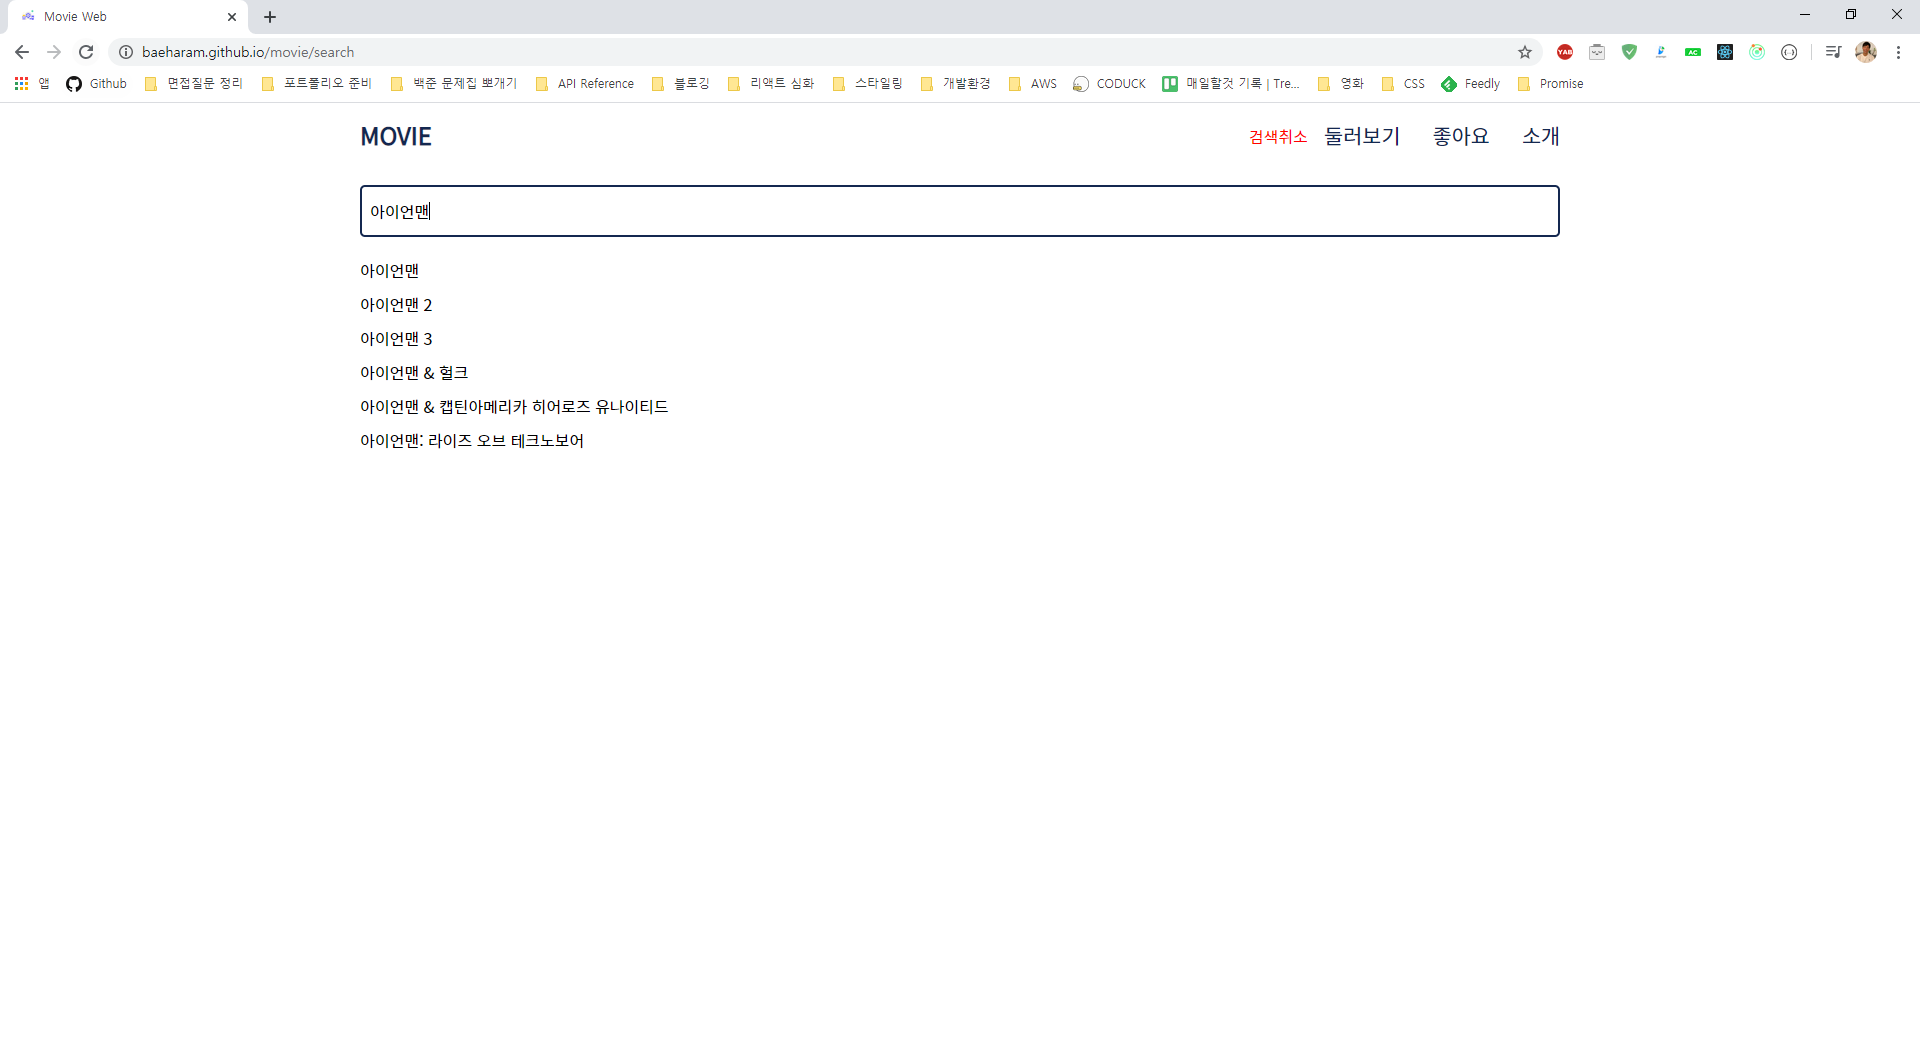 Movie Web
baeharam.github.io/movie/search
앱 Github 면접질문 정리 포트폴리오 준비 백준 문제집 뽀개기 API Reference 블로깅 리액트 심화 스타일링 개발환경 AWS CODUCK 매일할것 기록 | Tre... 영화 CSS Feedly Promise
MOVIE 검색취소 둘러보기 좋아요 소개
아이언맨
아이언맨
아이언맨 2
아이언맨 3
아이언맨 & 헐크
아이언맨 & 캡틴아메리카 히어로즈 유나이티드
아이언맨: 라이즈 오브 테크노보어